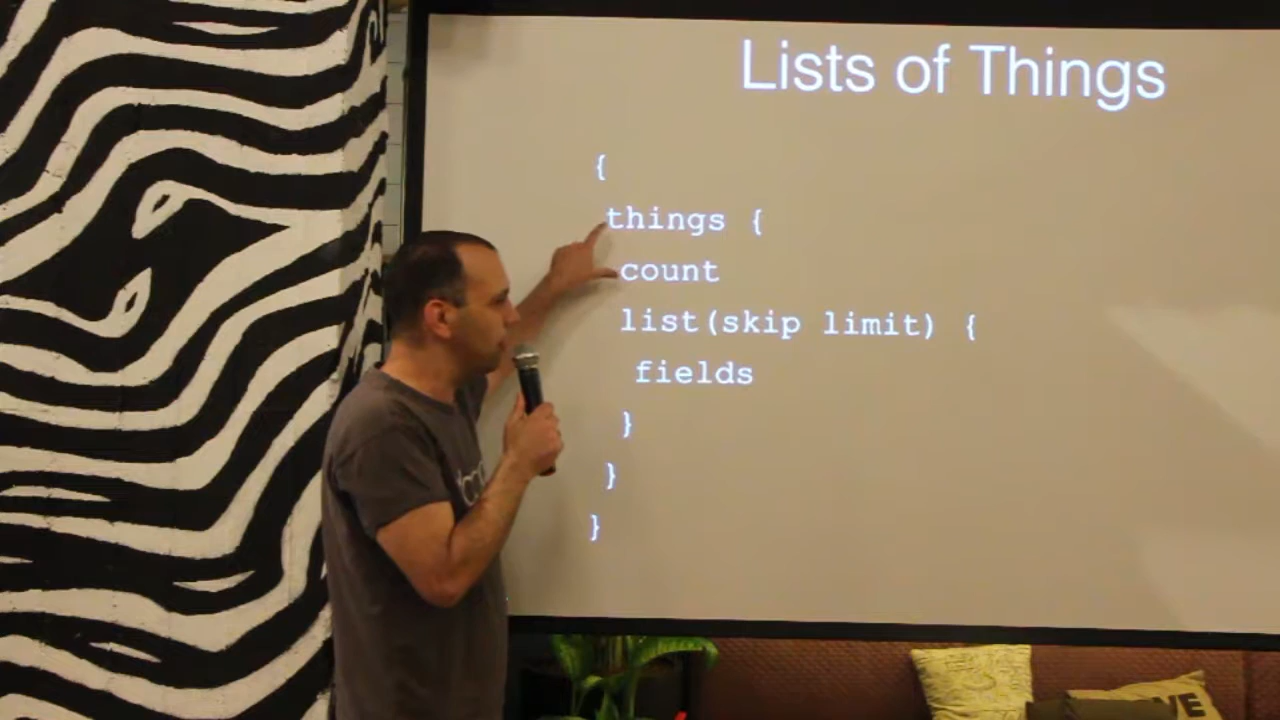 Lists of Things
{
things {
count
list(skip limit) {
fields
}
}
}